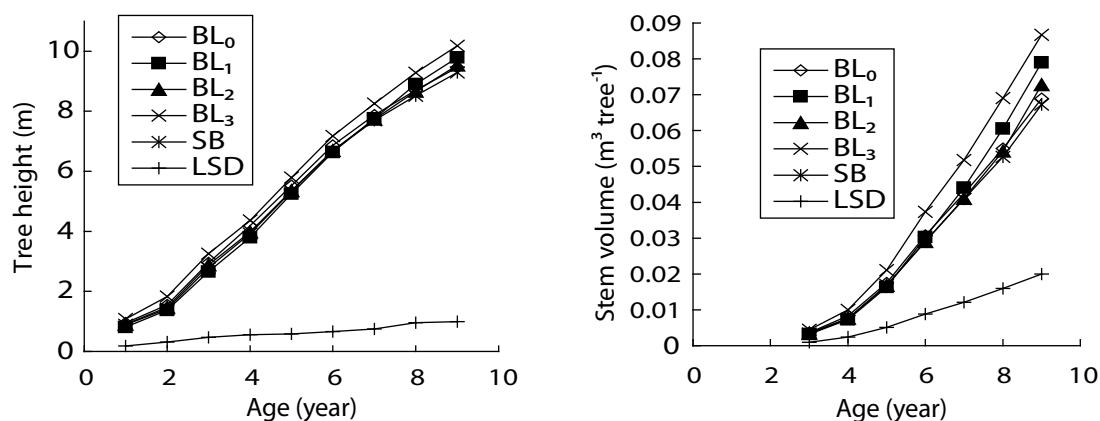 BL₀
BL₁
BL₂
BL₃
SB
LSD
Tree height (m)
10
8
6
4
2
0
0 2 4 6 8 10
Age (year)
BL₀
BL₁
BL₂
BL₃
SB
LSD
Stem volume (m³ tree⁻¹)
0.09
0.08
0.07
0.06
0.05
0.04
0.03
0.02
0.01
0
0 2 4 6 8 10
Age (year)